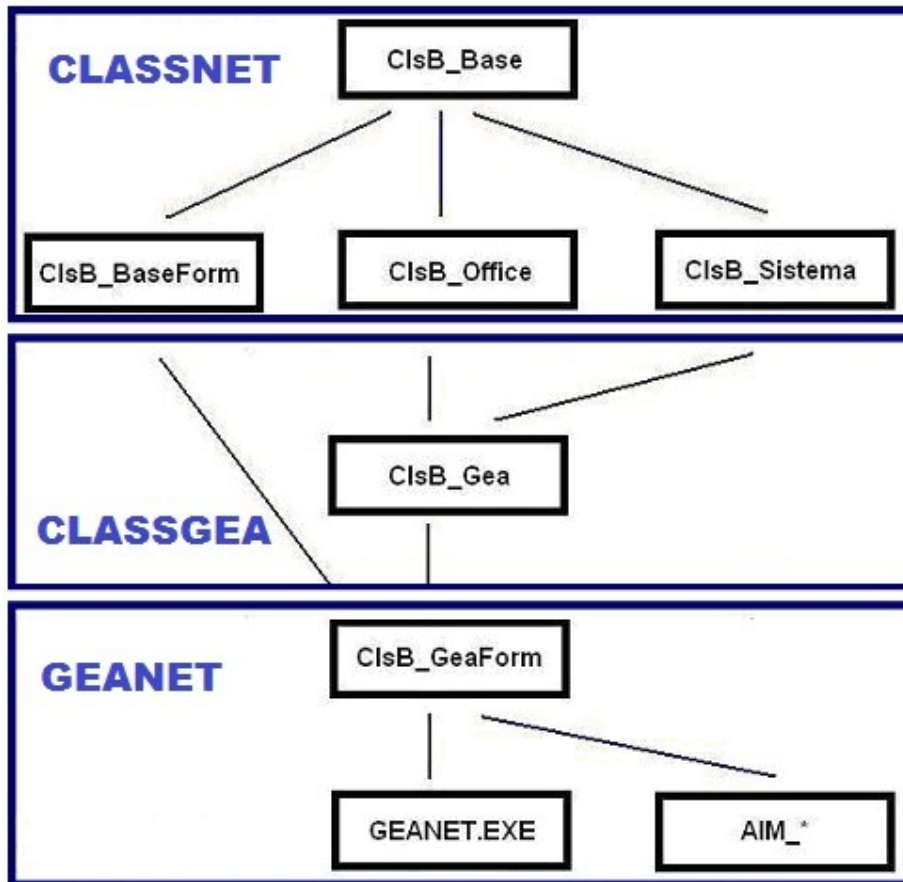 CLASSNET
ClsB_Base
ClsB_BaseForm
ClsB_Office
ClsB_Sistema
ClsB_Gea
CLASSGEA
ClsB_GeaForm
GEANET
GEANET.EXE
AIM_*